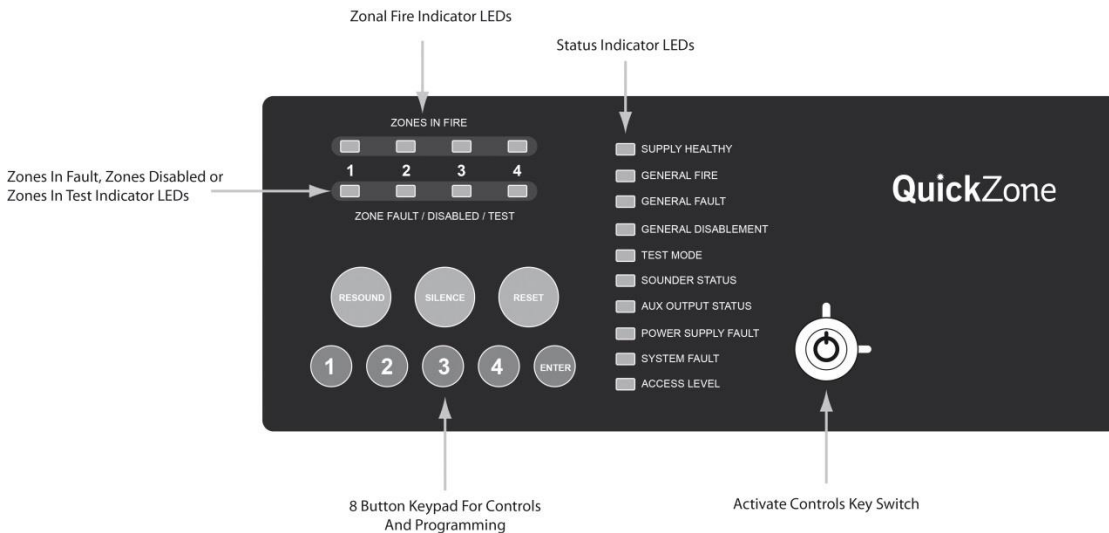 Zonal Fire Indicator LEDs
Status Indicator LEDs
ZONES IN FIRE
1 2 3 4
Zones In Fault, Zones Disabled or
Zones In Test Indicator LEDs
ZONE FAULT / DISABLED / TEST
SUPPLY HEALTHY
GENERAL FIRE
GENERAL FAULT
GENERAL DISABLEMENT
TEST MODE
SOUNDER STATUS
AUX OUTPUT STATUS
POWER SUPPLY FAULT
SYSTEM FAULT
ACCESS LEVEL
QuickZone
RESOUND SILENCE RESET
1 2 3 4 ENTER
8 Button Keypad For Controls
And Programming
Activate Controls Key Switch